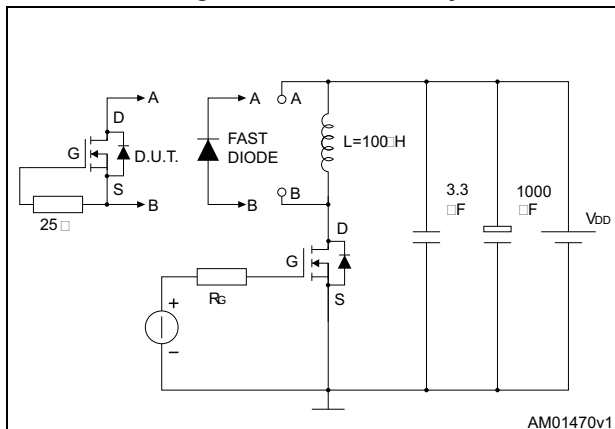 A
A
A
D
G
D.U.T.
S
B
25□
FAST
DIODE
B
B
L=100□H
3.3
□F
1000
□F
VDD
D
G
S
RG
+
−
AM01470v1